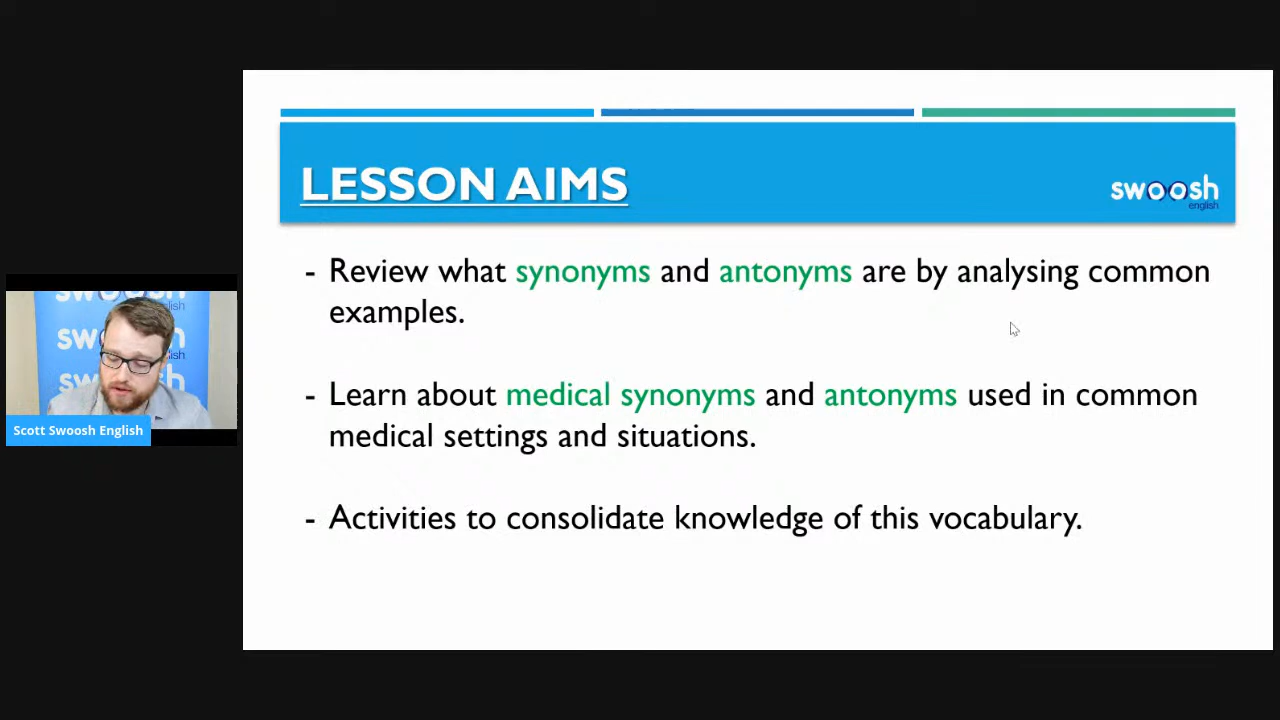 LESSON AIMS
swoosh
english
- Review what synonyms and antonyms are by analysing common
examples.
- Learn about medical synonyms and antonyms used in common
medical settings and situations.
- Activities to consolidate knowledge of this vocabulary.
Scott Swoosh English